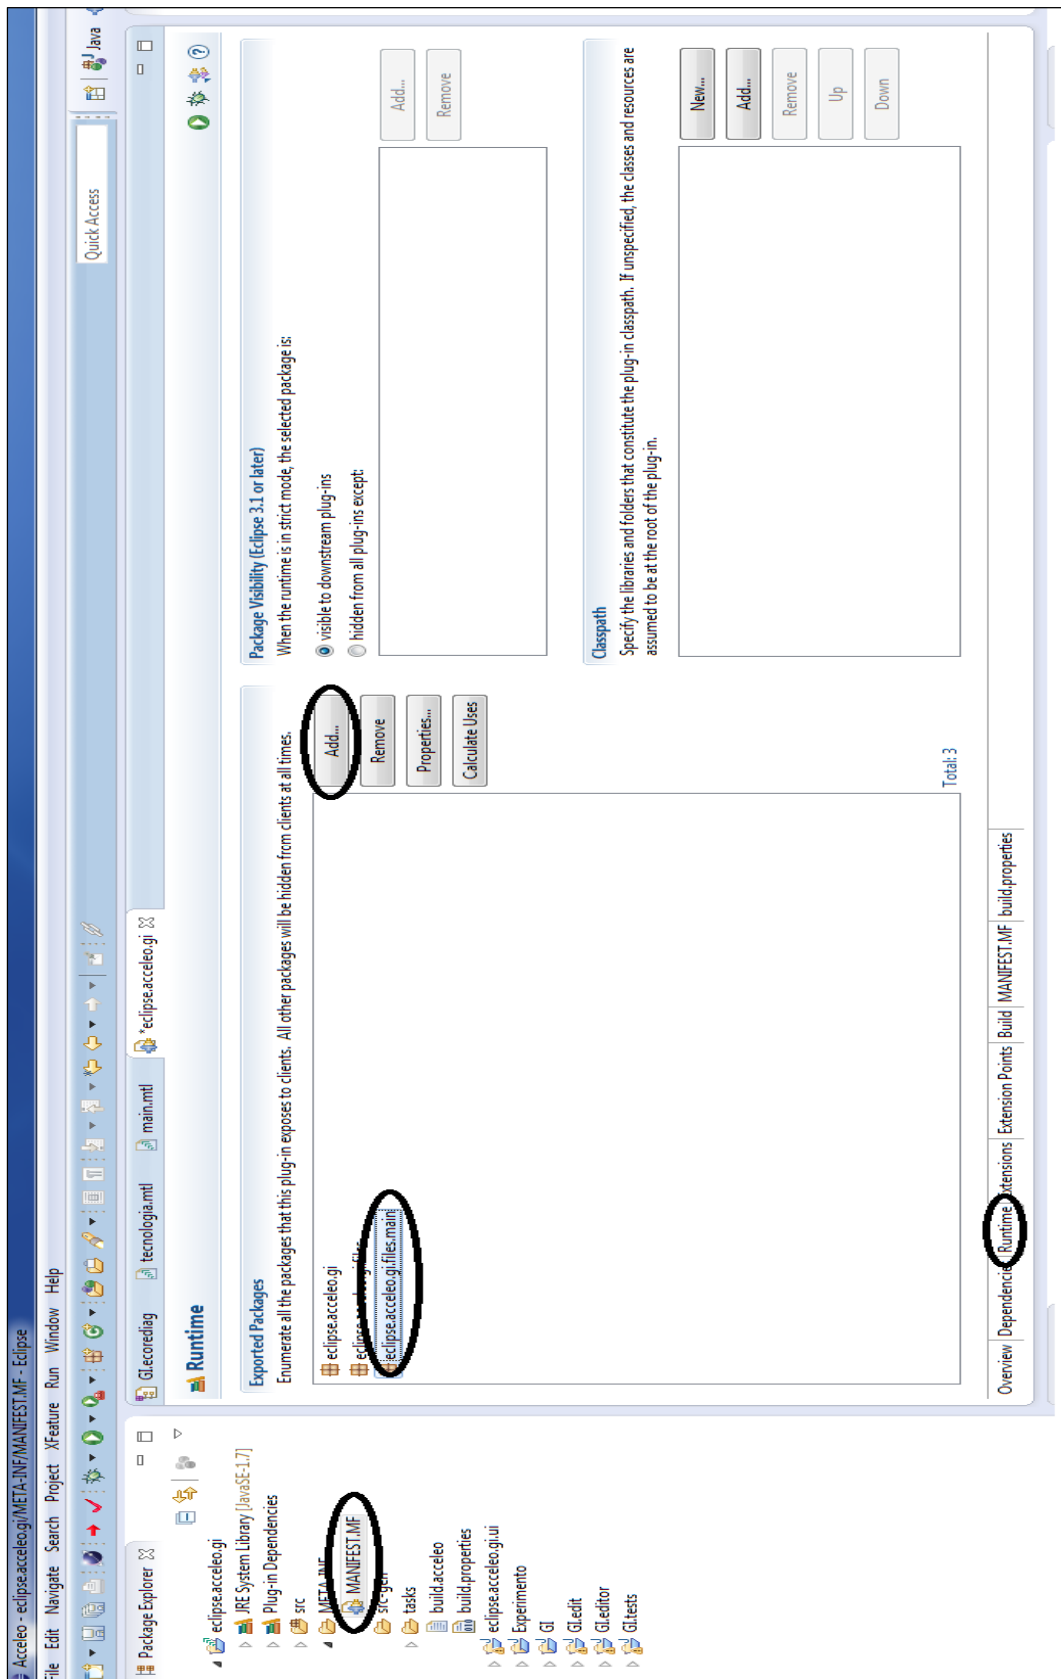 Acceleo - eclipse.acceleo.gi/META-INF/MANIFEST.MF - Eclipse
File Edit Navigate Search Project XFeature Run Window Help
Quick Access
Java
Package Explorer
eclipse.acceleo.gi
JRE System Library [JavaSE-1.7]
Plug-in Dependencies
src
META-INF
MANIFEST.MF
src-gen
tasks
build.acceleo
build.properties
eclipse.acceleo.gi.ui
Experimento
GI
GI.edit
GI.editor
GI.tests
GI.ecorediag tecnologia.mtl main.mtl *eclipse.acceleo.gi
Runtime
Exported Packages
Enumerate all the packages that this plug-in exposes to clients. All other packages will be hidden from clients at all times.
eclipse.acceleo.gi
eclipse.acceleo.gi.files
eclipse.acceleo.gi.files.main
Add...
Remove
Properties...
Calculate Uses
Total: 3
Package Visibility (Eclipse 3.1 or later)
When the runtime is in strict mode, the selected package is:
visible to downstream plug-ins
hidden from all plug-ins except:
Add...
Remove
Classpath
Specify the libraries and folders that constitute the plug-in classpath. If unspecified, the classes and resources are
assumed to be at the root of the plug-in.
New...
Add...
Remove
Up
Down
Overview Dependencies Runtime Extensions Extension Points Build MANIFEST.MF build.properties